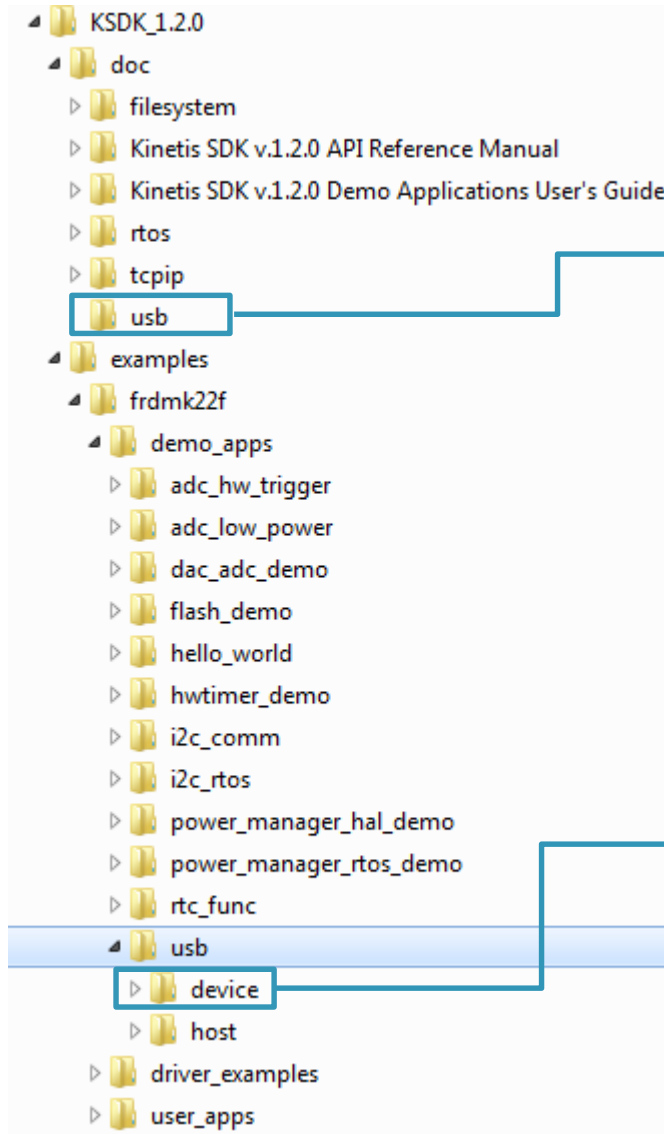 KSDK_1.2.0
doc
filesystem
Kinetis SDK v.1.2.0 API Reference Manual
Kinetis SDK v.1.2.0 Demo Applications User's Guide
rtos
tcpip
usb
examples
frdmk22f
demo_apps
adc_hw_trigger
adc_low_power
dac_adc_demo
flash_demo
hello_world
hwtimer_demo
i2c_comm
i2c_rtos
power_manager_hal_demo
power_manager_rtos_demo
rtc_func
usb
device
host
driver_examples
user_apps